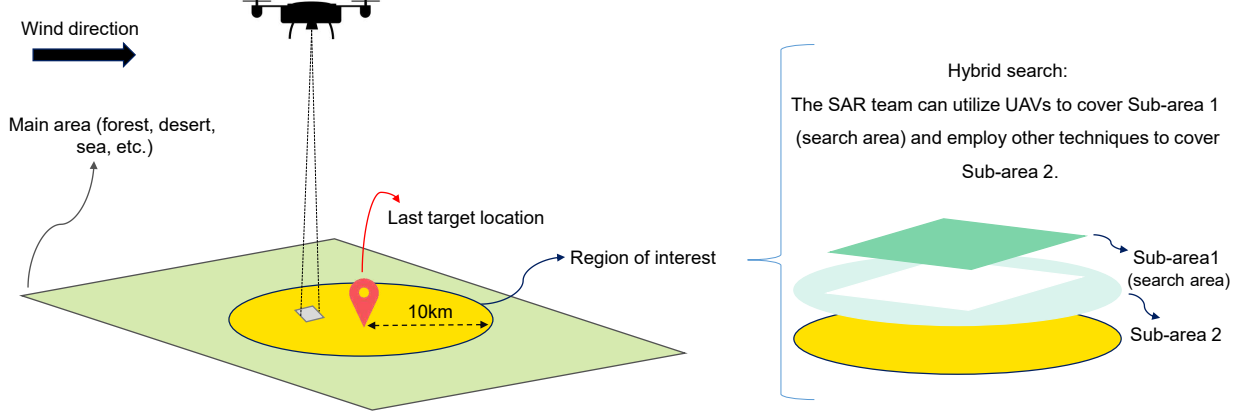 Wind direction
Main area (forest, desert,
sea, etc.)
Last target location
Region of interest
10km
Hybrid search:
The SAR team can utilize UAVs to cover Sub-area 1
(search area) and employ other techniques to cover
Sub-area 2.
Sub-area1
(search area)
Sub-area 2